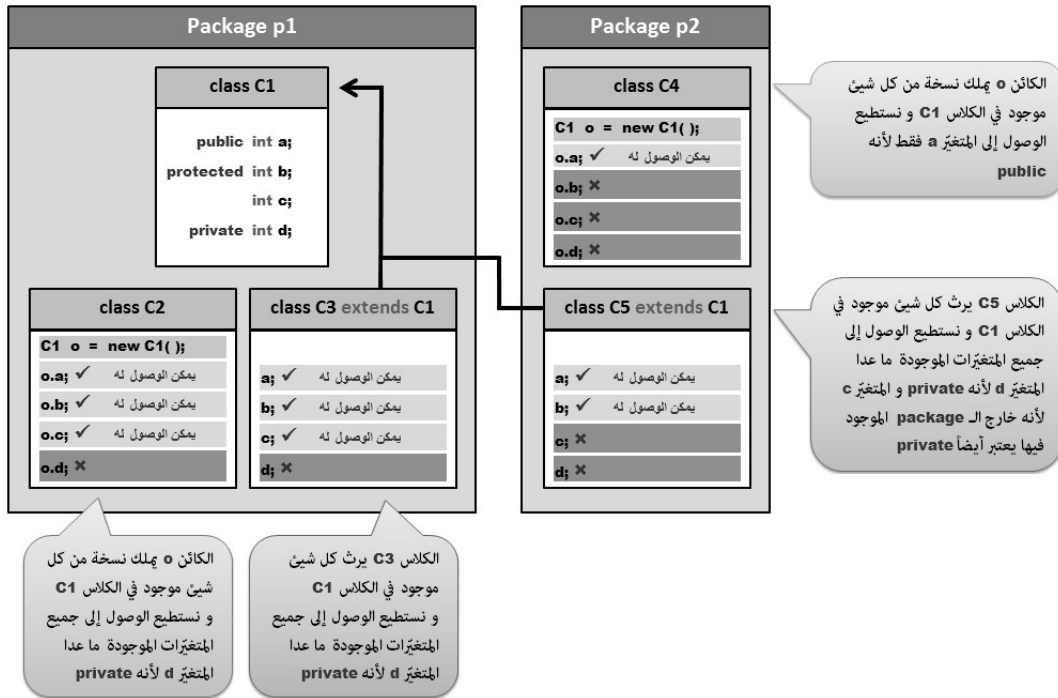 Package p1
class C1
public int a;
protected int b;
int c;
private int d;
class C2
C1 o = new C1( );
o.a; ✓ يمكن الوصول له
o.b; ✓ يمكن الوصول له
o.c; ✓ يمكن الوصول له
o.d; ✖
class C3 extends C1
a; ✓ يمكن الوصول له
b; ✓ يمكن الوصول له
c; ✓ يمكن الوصول له
d; ✖
Package p2
class C4
C1 o = new C1( );
o.a; ✓ يمكن الوصول له
o.b; ✖
o.c; ✖
o.d; ✖
class C5 extends C1
a; ✓ يمكن الوصول له
b; ✓ يمكن الوصول له
c; ✖
d; ✖
الكائن o يملك نسخة من كل شيئ
موجود في الكلاس C1 و نستطيع
الوصول إلى المتغيّر a فقط لأنه
public
الكلاس C5 يرث كل شيئ موجود في
الكلاس C1 و نستطيع الوصول إلى
جميع المتغيّرات الموجودة ما عدا
المتغيّر d لأنه private و المتغيّر c
لأنه خارج الـ package الموجود
فيها يعتبر أيضاً private
الكائن o يملك نسخة من كل
شيئ موجود في الكلاس C1
و نستطيع الوصول إلى جميع
المتغيّرات الموجودة ما عدا
المتغيّر d لأنه private
الكلاس C3 يرث كل شيئ
موجود في الكلاس C1
و نستطيع الوصول إلى جميع
المتغيّرات الموجودة ما عدا
المتغيّر d لأنه private